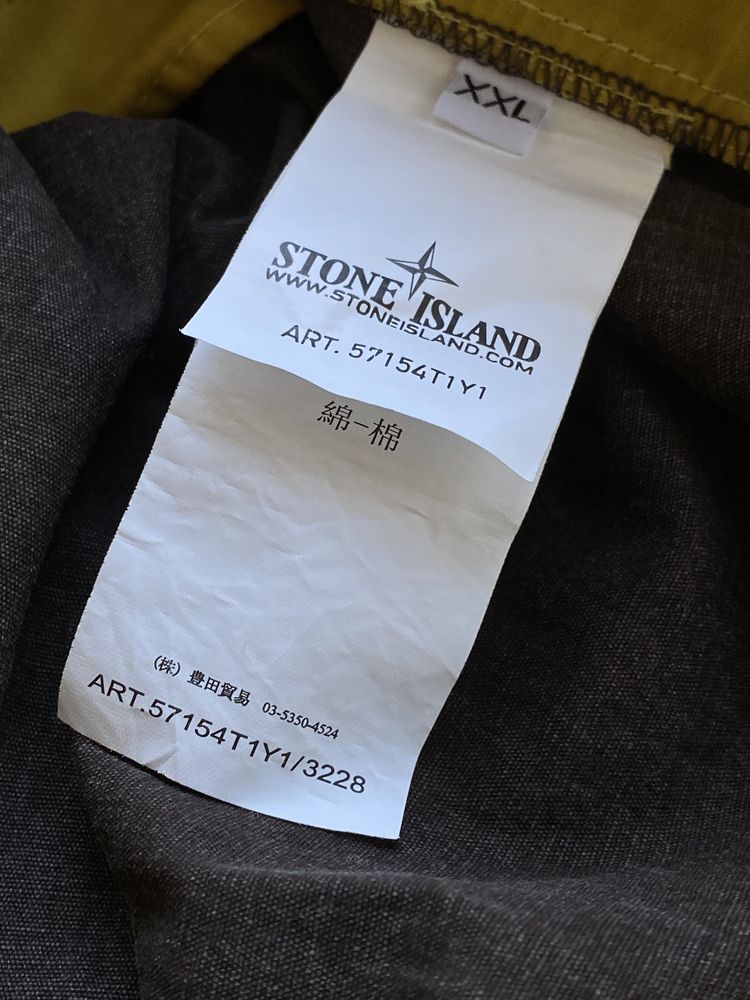 XXL
STONE ISLAND
WWW.STONEISLAND.COM
ART. 57154T1Y1
綿-棉
(株) 豊田貿易 03-5350-4524
ART.57154T1Y1/3228